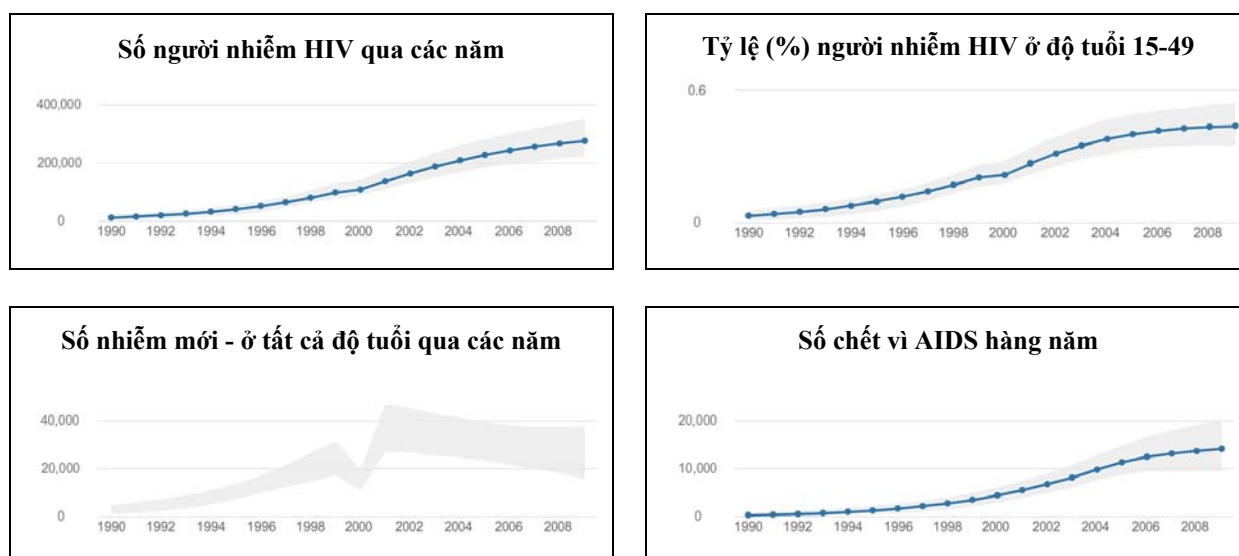 Số người nhiễm HIV qua các năm
400,000
200,000
0
1990 1992 1994 1996 1998 2000 2002 2004 2006 2008
Tỷ lệ (%) người nhiễm HIV ở độ tuổi 15-49
0.6
0
1990 1992 1994 1996 1998 2000 2002 2004 2006 2008
Số nhiễm mới - ở tất cả độ tuổi qua các năm
40,000
20,000
0
1990 1992 1994 1996 1998 2000 2002 2004 2006 2008
Số chết vì AIDS hàng năm
20,000
10,000
0
1990 1992 1994 1996 1998 2000 2002 2004 2006 2008